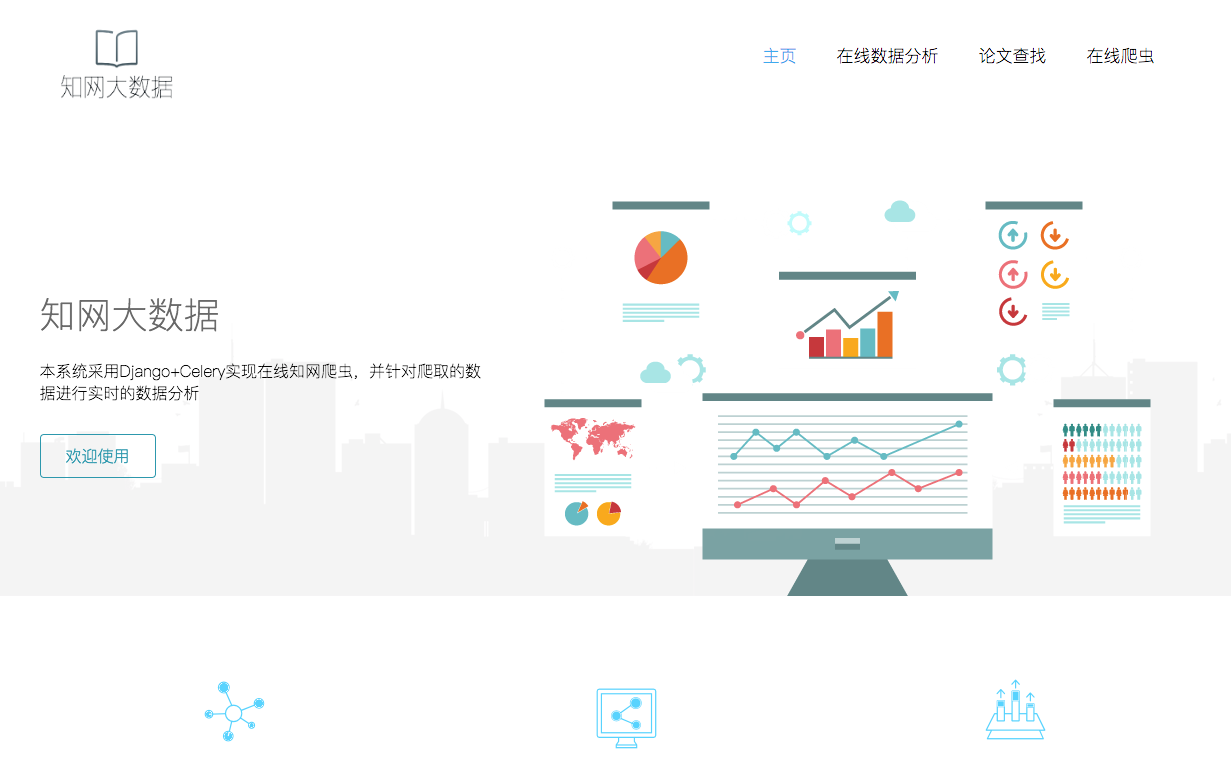 知网大数据
主页
在线数据分析
论文查找
在线爬虫
知网大数据
本系统采用Django+Celery实现在线知网爬虫，并针对爬取的数
据进行实时的数据分析
欢迎使用